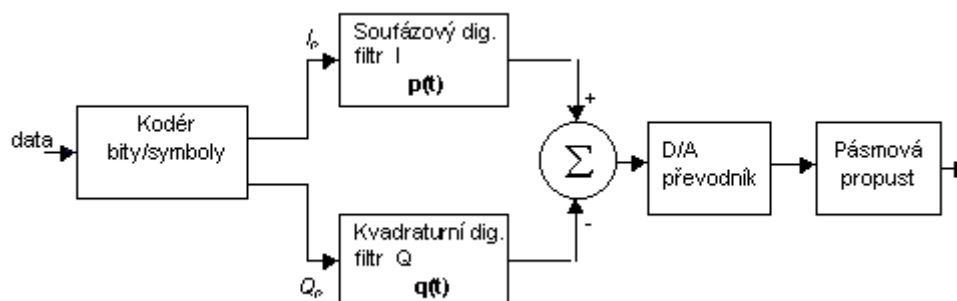 data
Kodér
bity/symboly
Iₚ
Soufázový dig.
filtr I
p(t)
Qₚ
Kvadraturní dig.
filtr Q
q(t)
+
Σ
-
D/A
převodník
Pásmová
propust